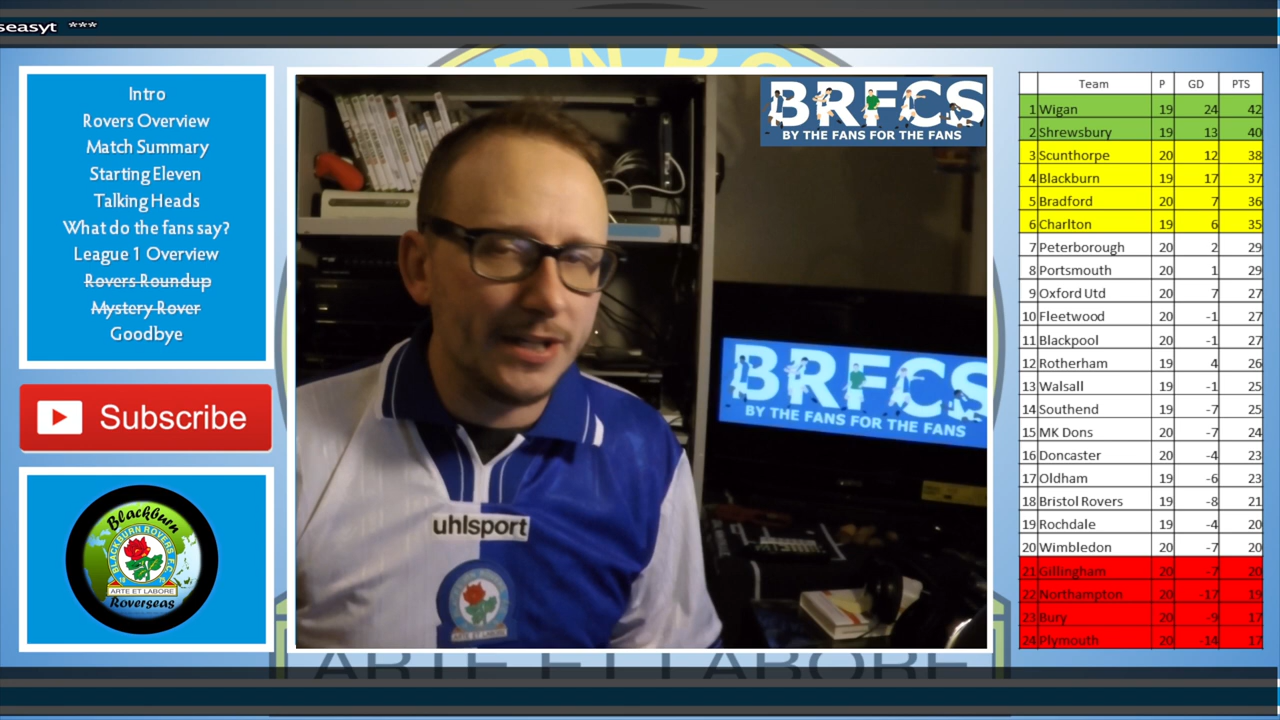 seasyt ***
Intro
Rovers Overview
Match Summary
Starting Eleven
Talking Heads
What do the fans say?
League 1 Overview
Rovers Roundup
Mystery Rover
Goodbye
Subscribe
Blackburn
BLACKBURN ROVERS F.C.
18 75
ARTE ET LABORE
Roverseas
BRFCS
BY THE FANS FOR THE FANS
BRFCS
BY THE FANS FOR THE FANS
uhlsport
ARTE ET LABORE
Team P GD PTS
1 Wigan 19 24 42
2 Shrewsbury 19 13 40
3 Scunthorpe 20 12 38
4 Blackburn 19 17 37
5 Bradford 20 7 36
6 Charlton 19 6 35
7 Peterborough 20 2 29
8 Portsmouth 20 1 29
9 Oxford Utd 20 7 27
10 Fleetwood 20 -1 27
11 Blackpool 20 -1 27
12 Rotherham 19 4 26
13 Walsall 19 -1 25
14 Southend 19 -7 25
15 MK Dons 20 -7 24
16 Doncaster 20 -4 23
17 Oldham 19 -6 23
18 Bristol Rovers 19 -8 21
19 Rochdale 19 -4 20
20 Wimbledon 20 -7 20
21 Gillingham 20 -7 20
22 Northampton 20 -17 19
23 Bury 20 -9 17
24 Plymouth 20 -14 17
ARTE ET LABORE